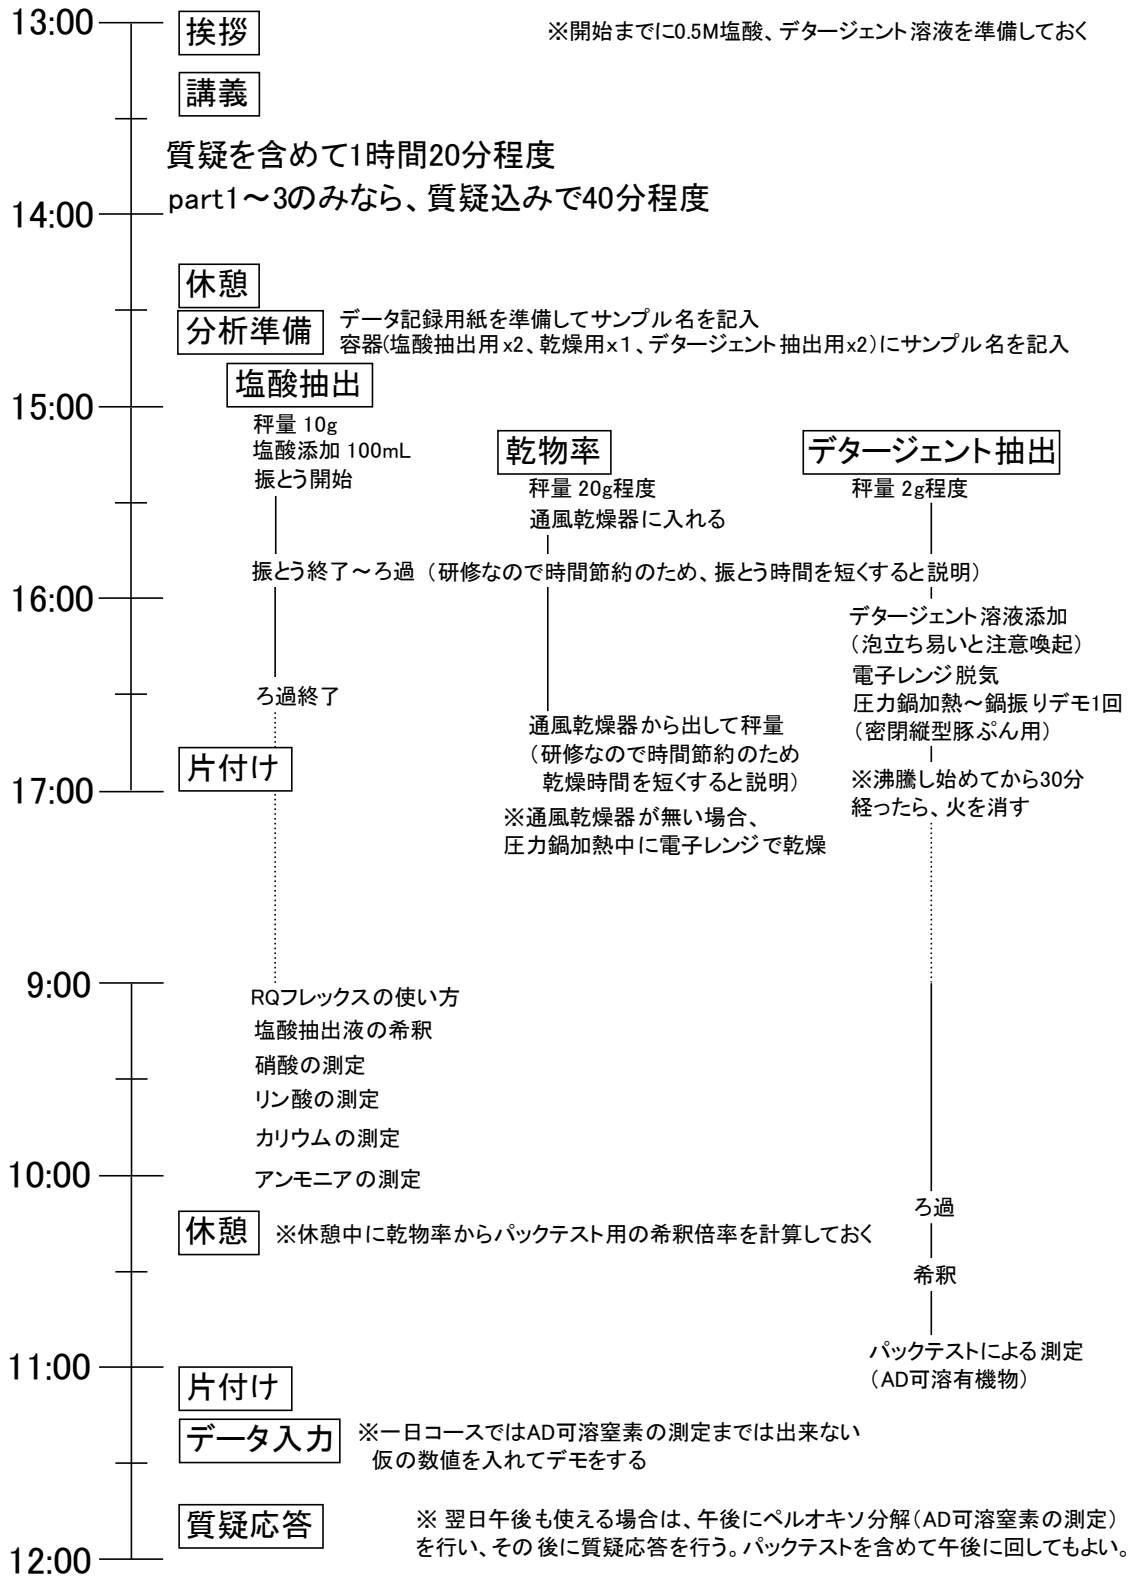 13:00
挨拶
※開始までに0.5M塩酸、デタージェント溶液を準備しておく
講義
質疑を含めて1時間20分程度
part1～3のみなら、質疑込みで40分程度
14:00
休憩
分析準備
データ記録用紙を準備してサンプル名を記入
容器(塩酸抽出用x2、乾燥用x1、デタージェント抽出用x2)にサンプル名を記入
塩酸抽出
15:00
秤量 10g
塩酸添加 100mL
振とう開始
乾物率
秤量 20g程度
通風乾燥器に入れる
デタージェント抽出
秤量 2g程度
振とう終了～ろ過（研修なので時間節約のため、振とう時間を短くすると説明）
16:00
デタージェント溶液添加
（泡立ち易いと注意喚起）
電子レンジ脱気
圧力鍋加熱～鍋振りデモ1回
（密閉縦型豚ぷん用）
ろ過終了
通風乾燥器から出して秤量
（研修なので時間節約のため
乾燥時間を短くすると説明）
片付け
17:00
※沸騰し始めてから30分
経ったら、火を消す
※通風乾燥器が無い場合、
圧力鍋加熱中に電子レンジで乾燥
9:00
RQフレックスの使い方
塩酸抽出液の希釈
硝酸の測定
リン酸の測定
カリウムの測定
10:00
アンモニアの測定
ろ過
休憩
※休憩中に乾物率からパックテスト用の希釈倍率を計算しておく
希釈
パックテストによる測定
（AD可溶有機物）
11:00
片付け
データ入力
※一日コースではAD可溶窒素の測定までは出来ない
仮の数値を入れてデモをする
質疑応答
※ 翌日午後も使える場合は、午後にペルオキソ分解（AD可溶窒素の測定）
を行い、その後に質疑応答を行う。パックテストを含めて午後に回してもよい。
12:00